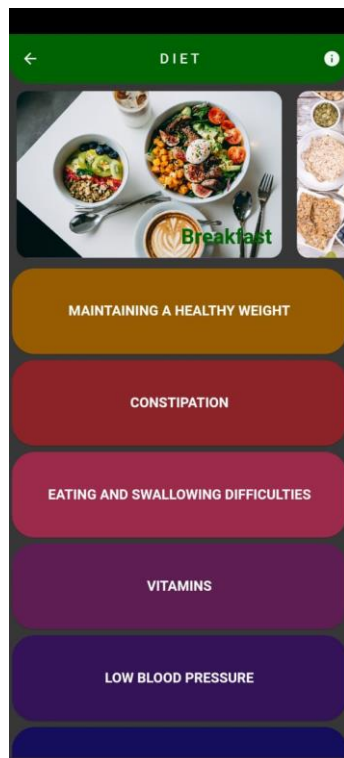 DIET
Breakfast
MAINTAINING A HEALTHY WEIGHT
CONSTIPATION
EATING AND SWALLOWING DIFFICULTIES
VITAMINS
LOW BLOOD PRESSURE